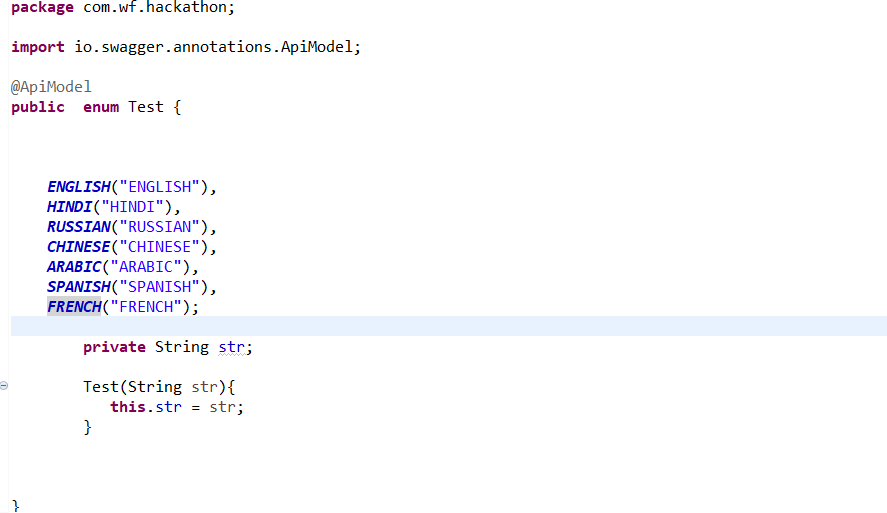 package com.wf.hackathon;
import io.swagger.annotations.ApiModel;
@ApiModel
public  enum Test {
ENGLISH("ENGLISH"),
HINDI("HINDI"),
RUSSIAN("RUSSIAN"),
CHINESE("CHINESE"),
ARABIC("ARABIC"),
SPANISH("SPANISH"),
FRENCH("FRENCH");
private String str;
Test(String str){
this.str = str;
}
}